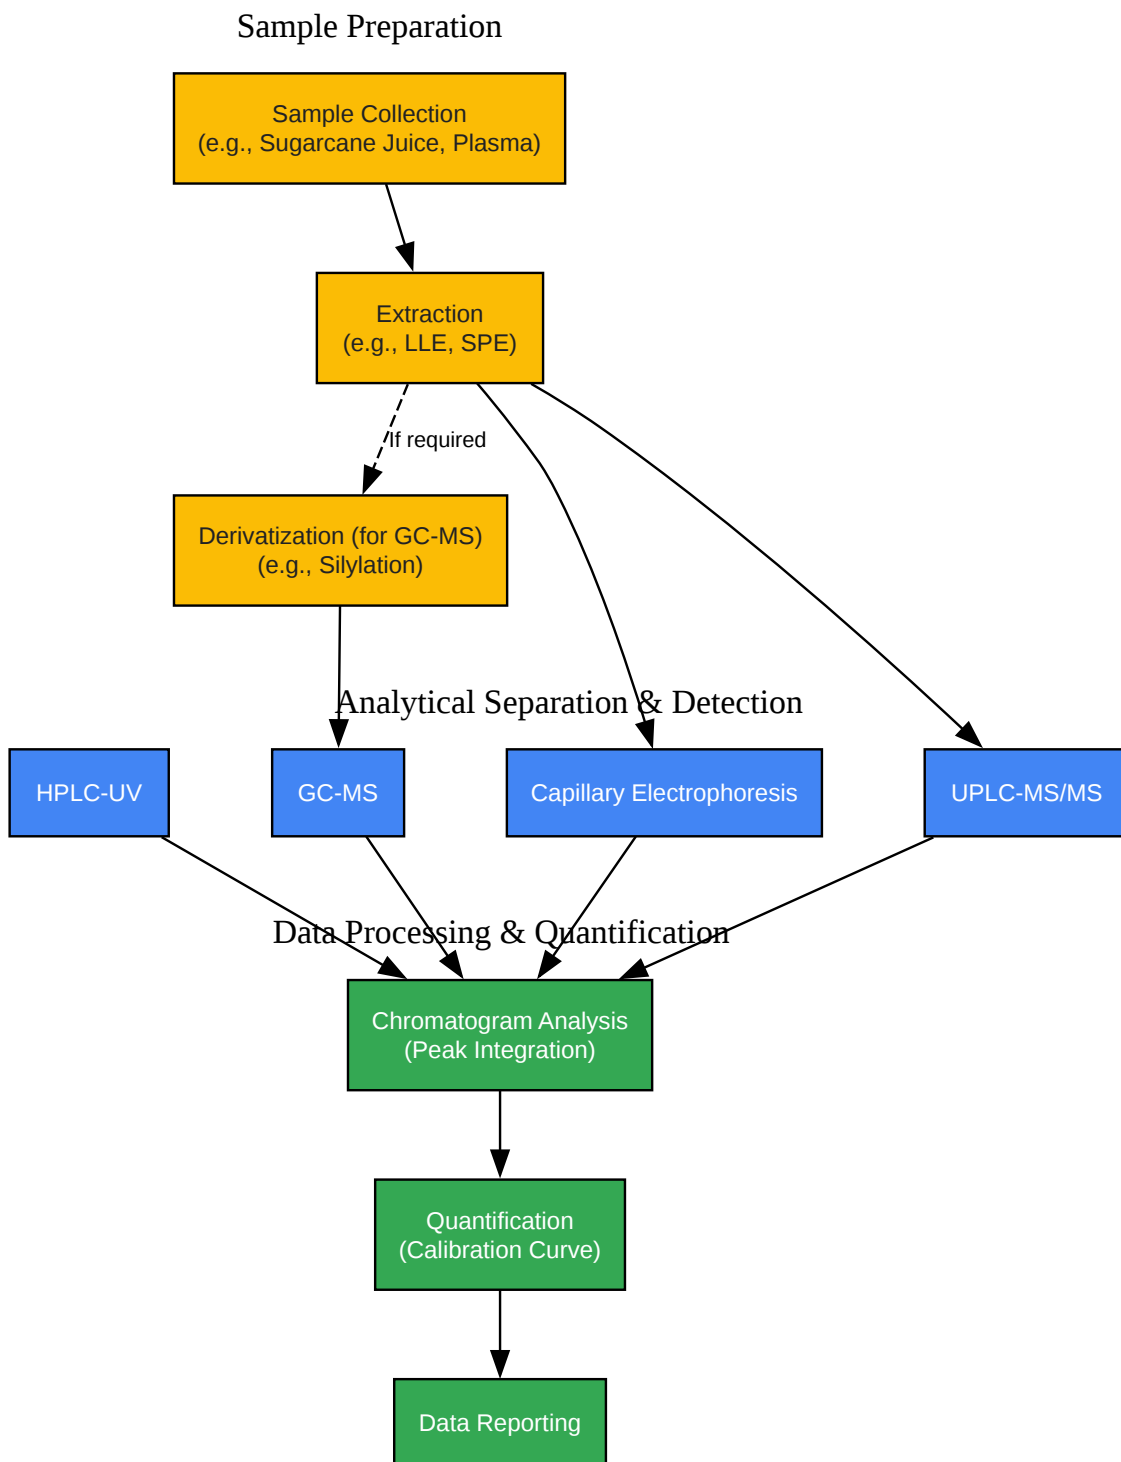 Sample Preparation
Sample Collection
(e.g., Sugarcane Juice, Plasma)
Extraction
(e.g., LLE, SPE)
If required
Derivatization (for GC-MS)
(e.g., Silylation)
Analytical Separation & Detection
HPLC-UV
GC-MS
Capillary Electrophoresis
UPLC-MS/MS
Data Processing & Quantification
Chromatogram Analysis
(Peak Integration)
Quantification
(Calibration Curve)
Data Reporting